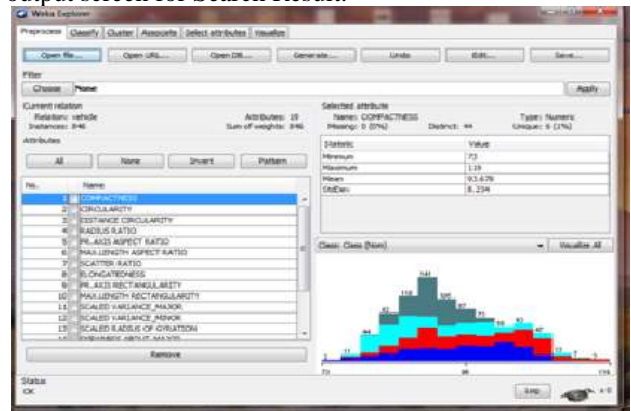 output screen for Search Result.
Weka Explorer
Preprocess Classify Cluster Associate Select attributes Visualize
Open file... Open URL... Open DB... Generate... Undo Edit... Save...
Filter
Choose None Apply
Current relation
Relation: vehicle Attributes: 19
Instances: 846 Sum of weights: 846
Selected attribute
Name: COMPACTNESS Type: Numeric
Missing: 0 (0%) Distinct: 44 Unique: 6 (1%)
Attributes
All None Invert Pattern
No. Name
1 COMPACTNESS
2 CIRCULARITY
3 DISTANCE CIRCULARITY
4 RADIUS RATIO
5 PR.AXIS ASPECT RATIO
6 MAX.LENGTH ASPECT RATIO
7 SCATTER RATIO
8 ELONGATEDNESS
9 PR.AXIS RECTANGULARITY
10 MAX.LENGTH RECTANGULARITY
11 SCALED VARIANCE_MAJOR
12 SCALED VARIANCE_MINOR
13 SCALED RADIUS OF GYRATION
Remove
Statistic Value
Minimum 73
Maximum 119
Mean 93.678
StdDev 8.234
Class: Class (Nom) Visualize All
73 96 119
Status
OK
Log x 0